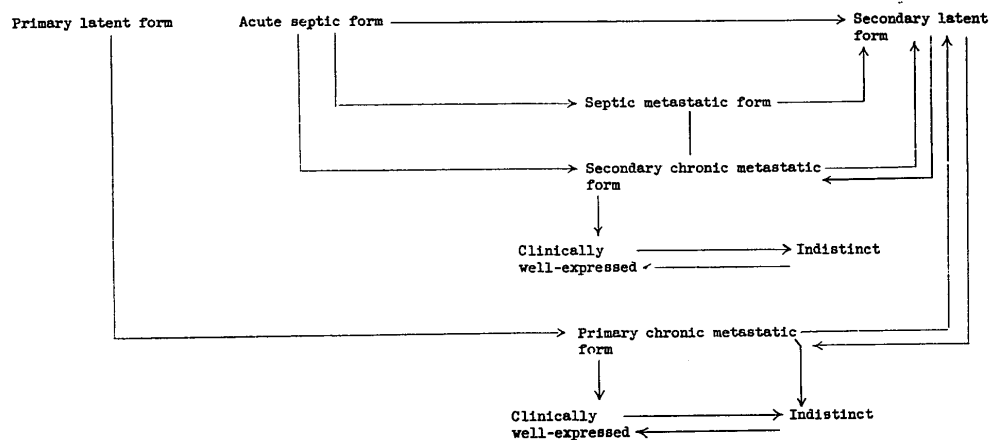 Primary latent form
Acute septic form
Secondary latent
form
Septic metastatic form
Secondary chronic metastatic
form
Clinically
well-expressed
Indistinct
Primary chronic metastatic
form
Clinically
well-expressed
Indistinct